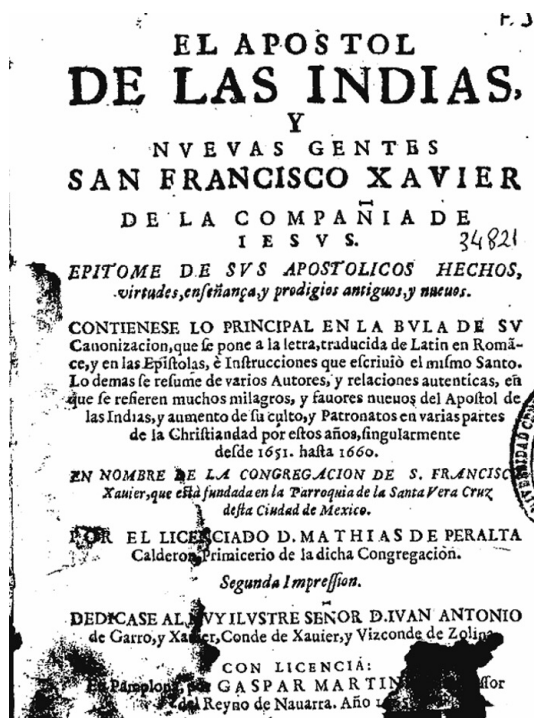 EL APOSTOL
DE LAS INDIAS,
Y
NVEVAS GENTES
SAN FRANCISCO XAVIER
DE LA COMPAÑIA DE
IESVS.
34821
EPITOME DE SVS APOSTOLICOS HECHOS,
virtudes, enseñança, y prodigios antiguos, y nueuos.
CONTIENESE LO PRINCIPAL EN LA BVLA DE SV
Canonizacion, que se pone a la letra, traducida de Latin en Romã-
ce, y en las Epistolas, è Instrucciones que escriuiò el mismo Santo.
Lo demas se resume de varios Autores, y relaciones autenticas, en
que se refieren muchos milagros, y fauores nueuos del Apostol de
las Indias, y aumento de su culto, y Patronatos en varias partes
de la Christiandad por estos años, singularmente
desde 1651. hasta 1660.
EN NOMBRE DE LA CONGREGACION DE S. FRANCISC
Xauier, que està fundada en la Parroquia de la Santa Vera Cruz
desta Ciudad de Mexico.
POR EL LICENCIADO D. MATHIAS DE PERALTA
Calderon, Primicerio de la dicha Congregacion.
Segunda Impression.
DEDICASE AL MVY ILVSTRE SEÑOR D. IVAN ANTONIO
de Garro, y Xauier, Conde de Xauier, y Vizconde de Zolina
CON LICENCIA:
En Pamplona, por GASPAR MARTIN
del Reyno de Nauarra. Año